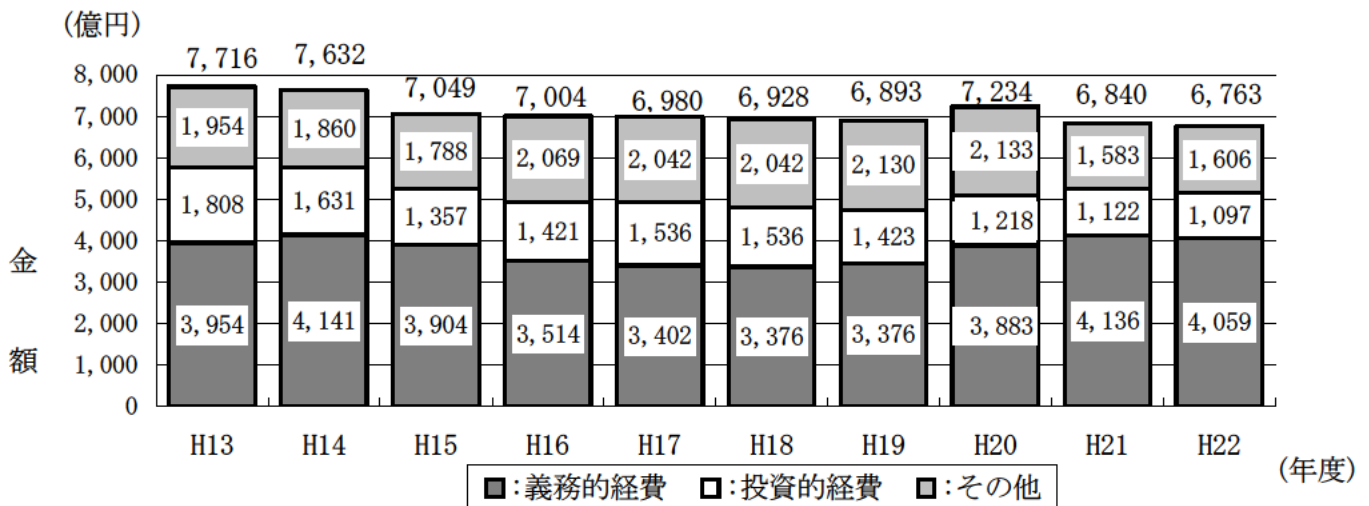 (億円)
7,716 7,632 7,049 7,004 6,980 6,928 6,893 7,234 6,840 6,763
8,000
7,000
6,000
5,000
4,000
3,000
2,000
1,000
0
金額
1,954 1,860 1,788 2,069 2,042 2,042 2,130 2,133 1,583 1,606
1,808 1,631 1,357 1,421 1,536 1,536 1,423 1,218 1,122 1,097
3,954 4,141 3,904 3,514 3,402 3,376 3,376 3,883 4,136 4,059
H13 H14 H15 H16 H17 H18 H19 H20 H21 H22
(年度)
:義務的経費 :投資的経費 :その他